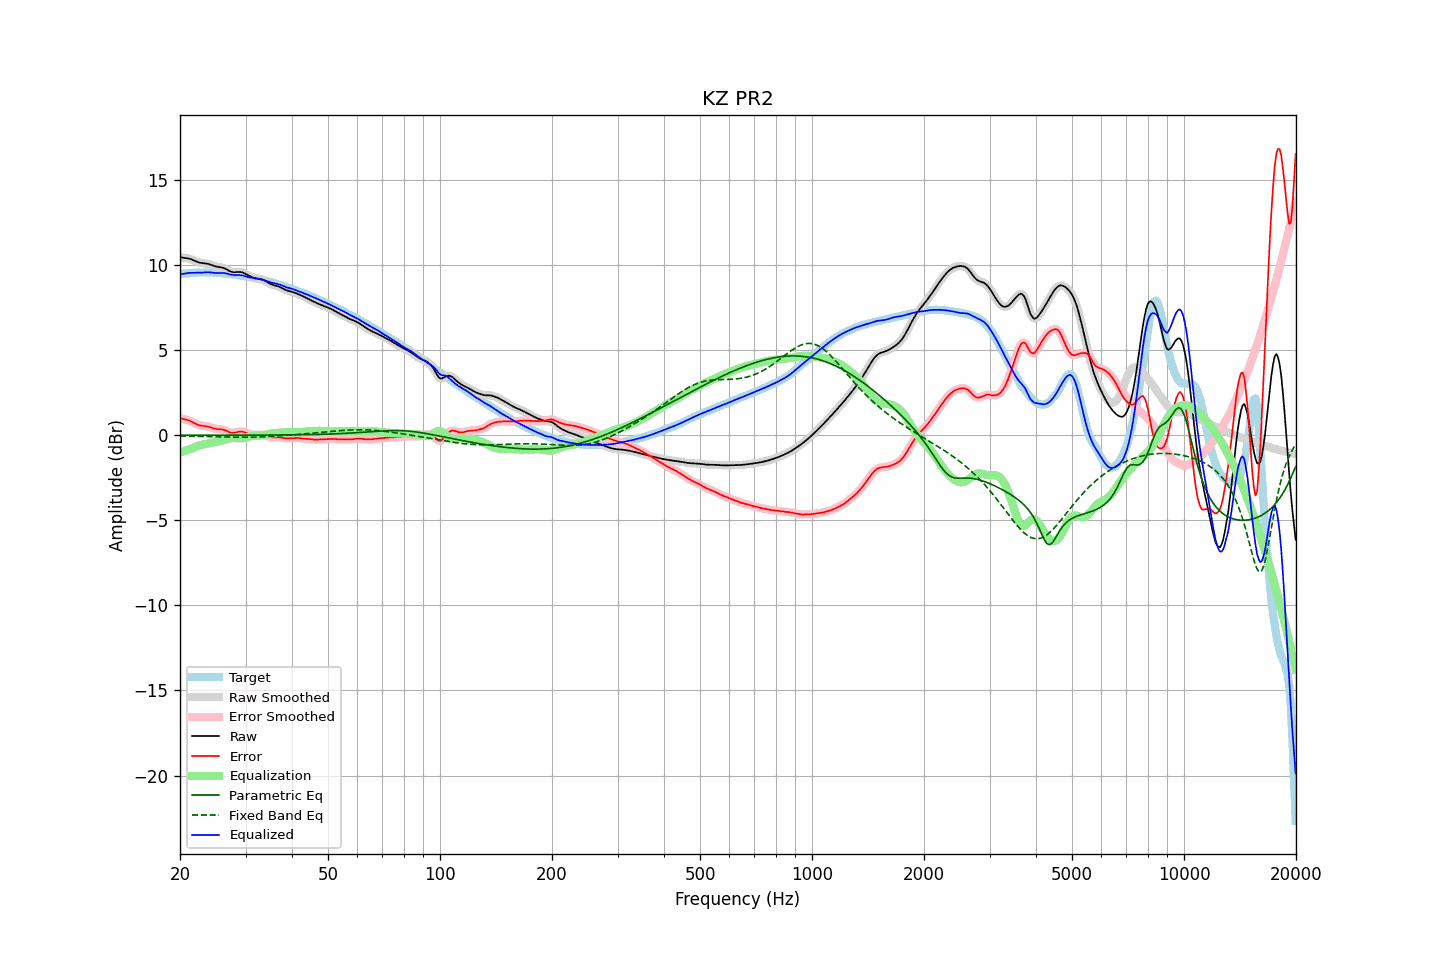 KZ PR2
Amplitude (dBr)
15
10
5
0
−5
−10
−15
−20
Target
Raw Smoothed
Error Smoothed
Raw
Error
Equalization
Parametric Eq
Fixed Band Eq
Equalized
20 50 100 200 500 1000 2000 5000 10000 20000
Frequency (Hz)